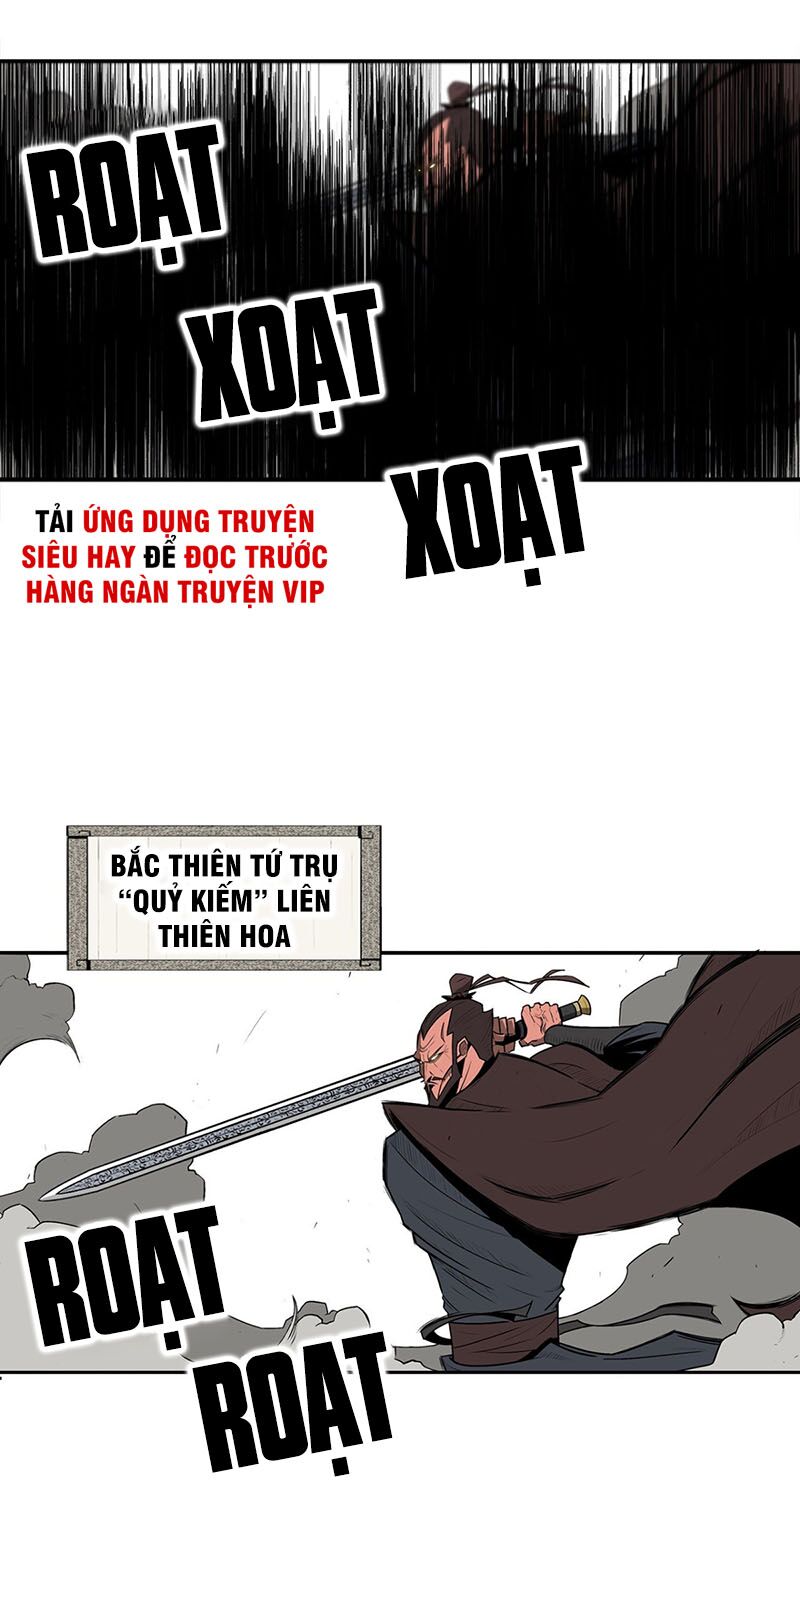 ROẠT
XOẠT
XOẠT
TẢI ỨNG DỤNG TRUYỆN
SIÊU HAY ĐỂ ĐỌC TRƯỚC
HÀNG NGÀN TRUYỆN VIP
BẮC THIÊN TỨ TRỤ
“QUỶ KIẾM” LIÊN
THIÊN HOA
ROẠT
ROẠT